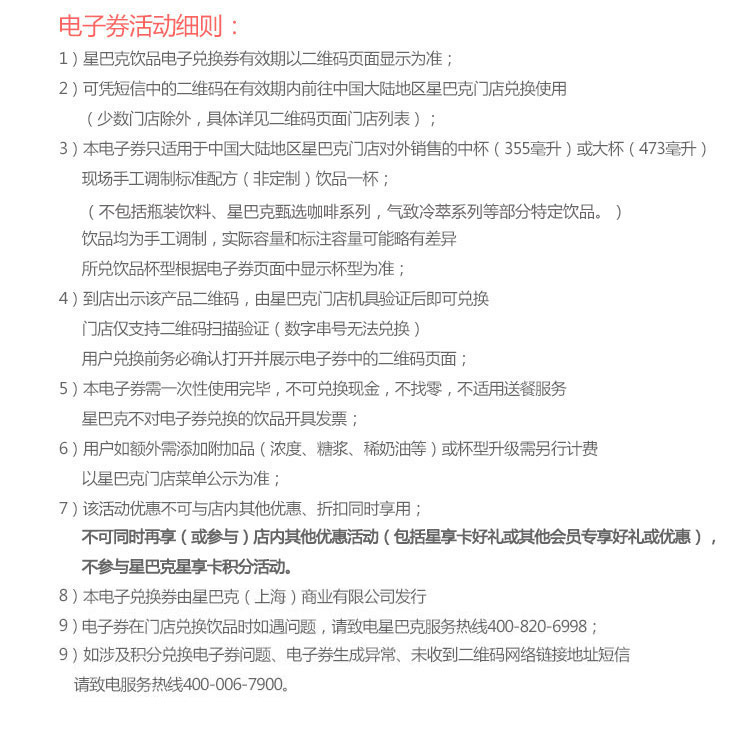 电子券活动细则：
1）星巴克饮品电子兑换券有效期以二维码页面显示为准；
2）可凭短信中的二维码在有效期内前往中国大陆地区星巴克门店兑换使用
（少数门店除外，具体详见二维码页面门店列表）；
3）本电子券只适用于中国大陆地区星巴克门店对外销售的中杯（355毫升）或大杯（473毫升）
现场手工调制标准配方（非定制）饮品一杯；
（不包括瓶装饮料、星巴克甄选咖啡系列，气致冷萃系列等部分特定饮品。）
饮品均为手工调制，实际容量和标注容量可能略有差异
所兑饮品杯型根据电子券页面中显示杯型为准；
4）到店出示该产品二维码，由星巴克门店机具验证后即可兑换
门店仅支持二维码扫描验证（数字串号无法兑换）
用户兑换前务必确认打开并展示电子券中的二维码页面；
5）本电子券需一次性使用完毕，不可兑换现金，不找零，不适用送餐服务
星巴克不对电子券兑换的饮品开具发票；
6）用户如额外需添加附加品（浓度、糖浆、稀奶油等）或杯型升级需另行计费
以星巴克门店菜单公示为准；
7）该活动优惠不可与店内其他优惠、折扣同时享用；
不可同时再享（或参与）店内其他优惠活动（包括星享卡好礼或其他会员专享好礼或优惠），
不参与星巴克星享卡积分活动。
8）本电子兑换券由星巴克（上海）商业有限公司发行
9）电子券在门店兑换饮品时如遇问题，请致电星巴克服务热线400-820-6998；
9）如涉及积分兑换电子券问题、电子券生成异常、未收到二维码网络链接地址短信
请致电服务热线400-006-7900。